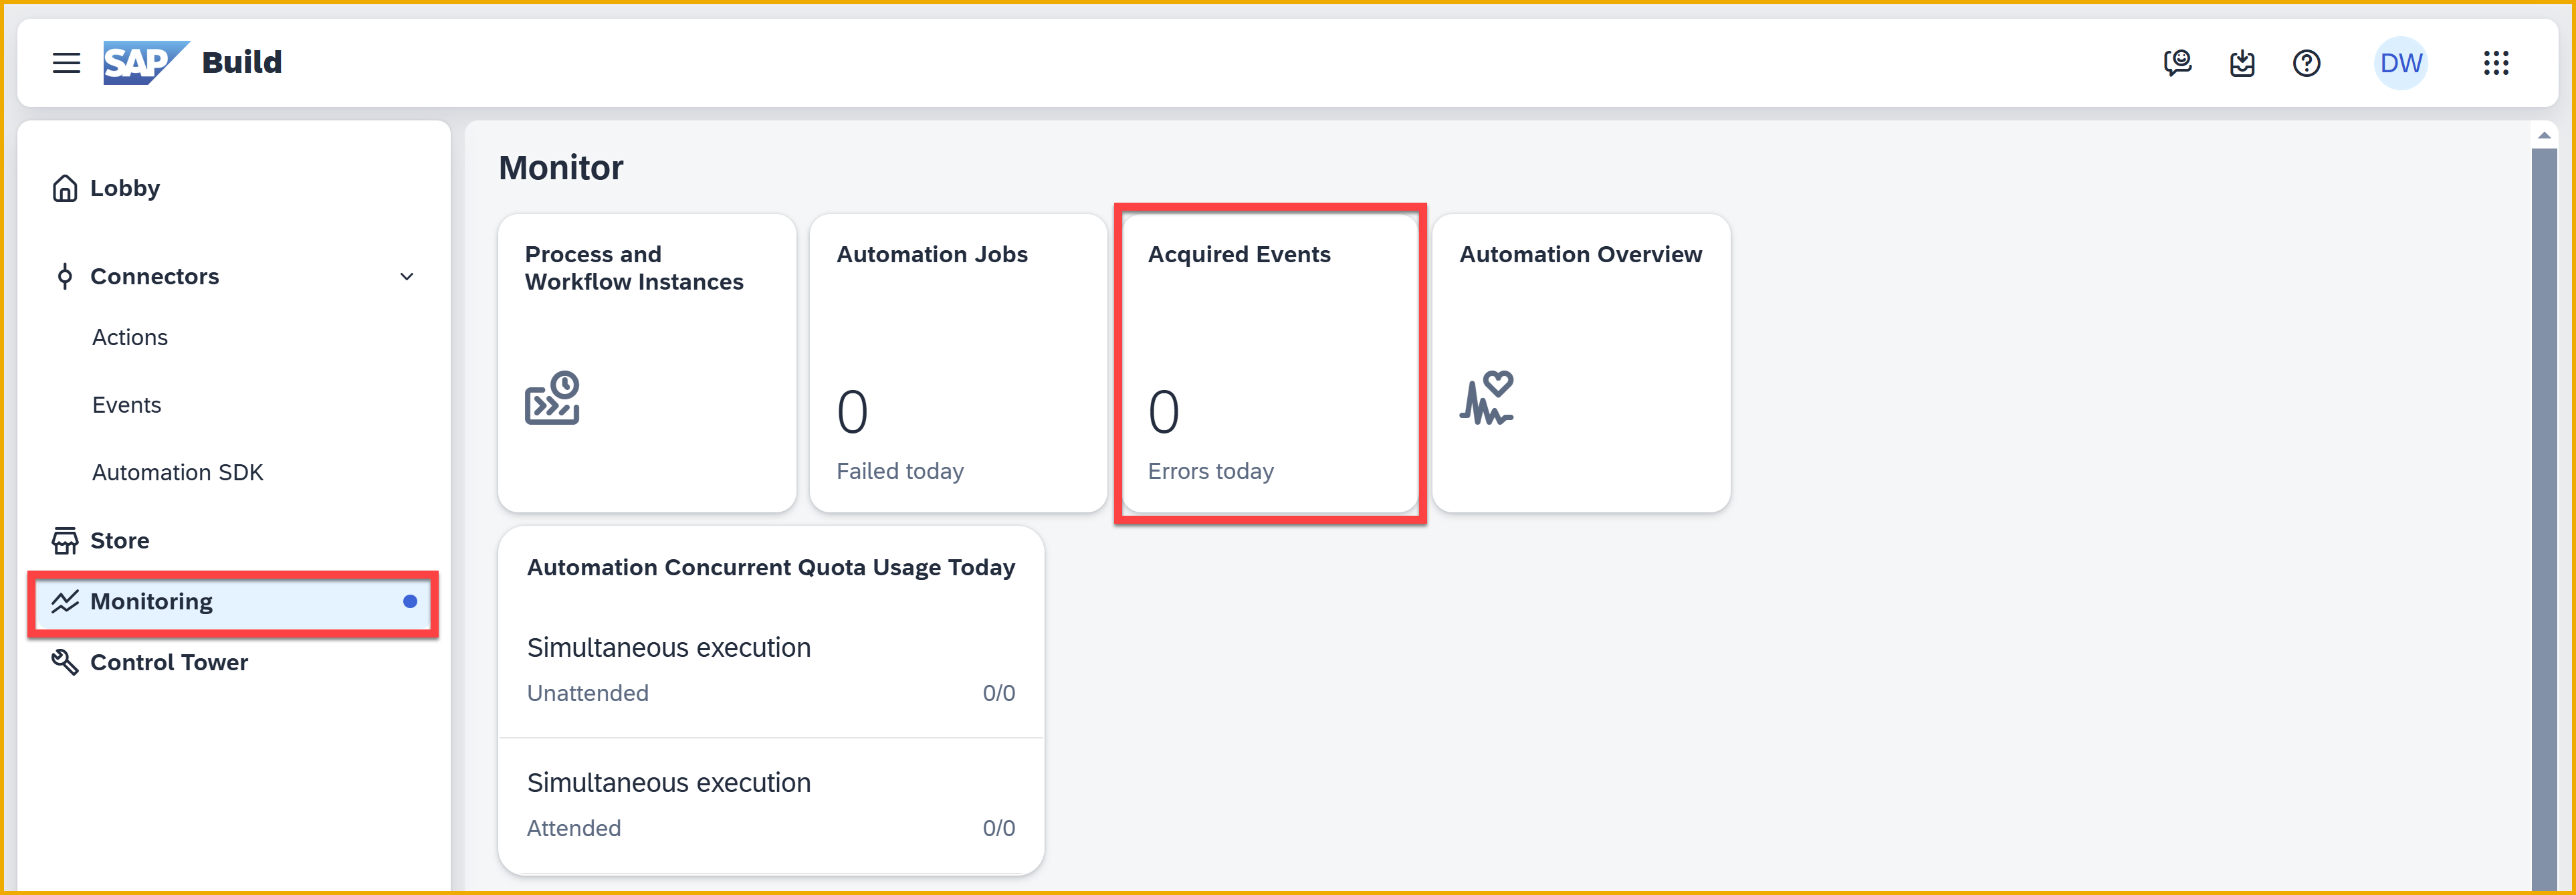 SAP Build
DW
Lobby
Connectors
Actions
Events
Automation SDK
Store
Monitoring
Control Tower
Monitor
Process and
Workflow Instances
Automation Jobs
0
Failed today
Acquired Events
0
Errors today
Automation Overview
Automation Concurrent Quota Usage Today
Simultaneous execution
Unattended 0/0
Simultaneous execution
Attended 0/0